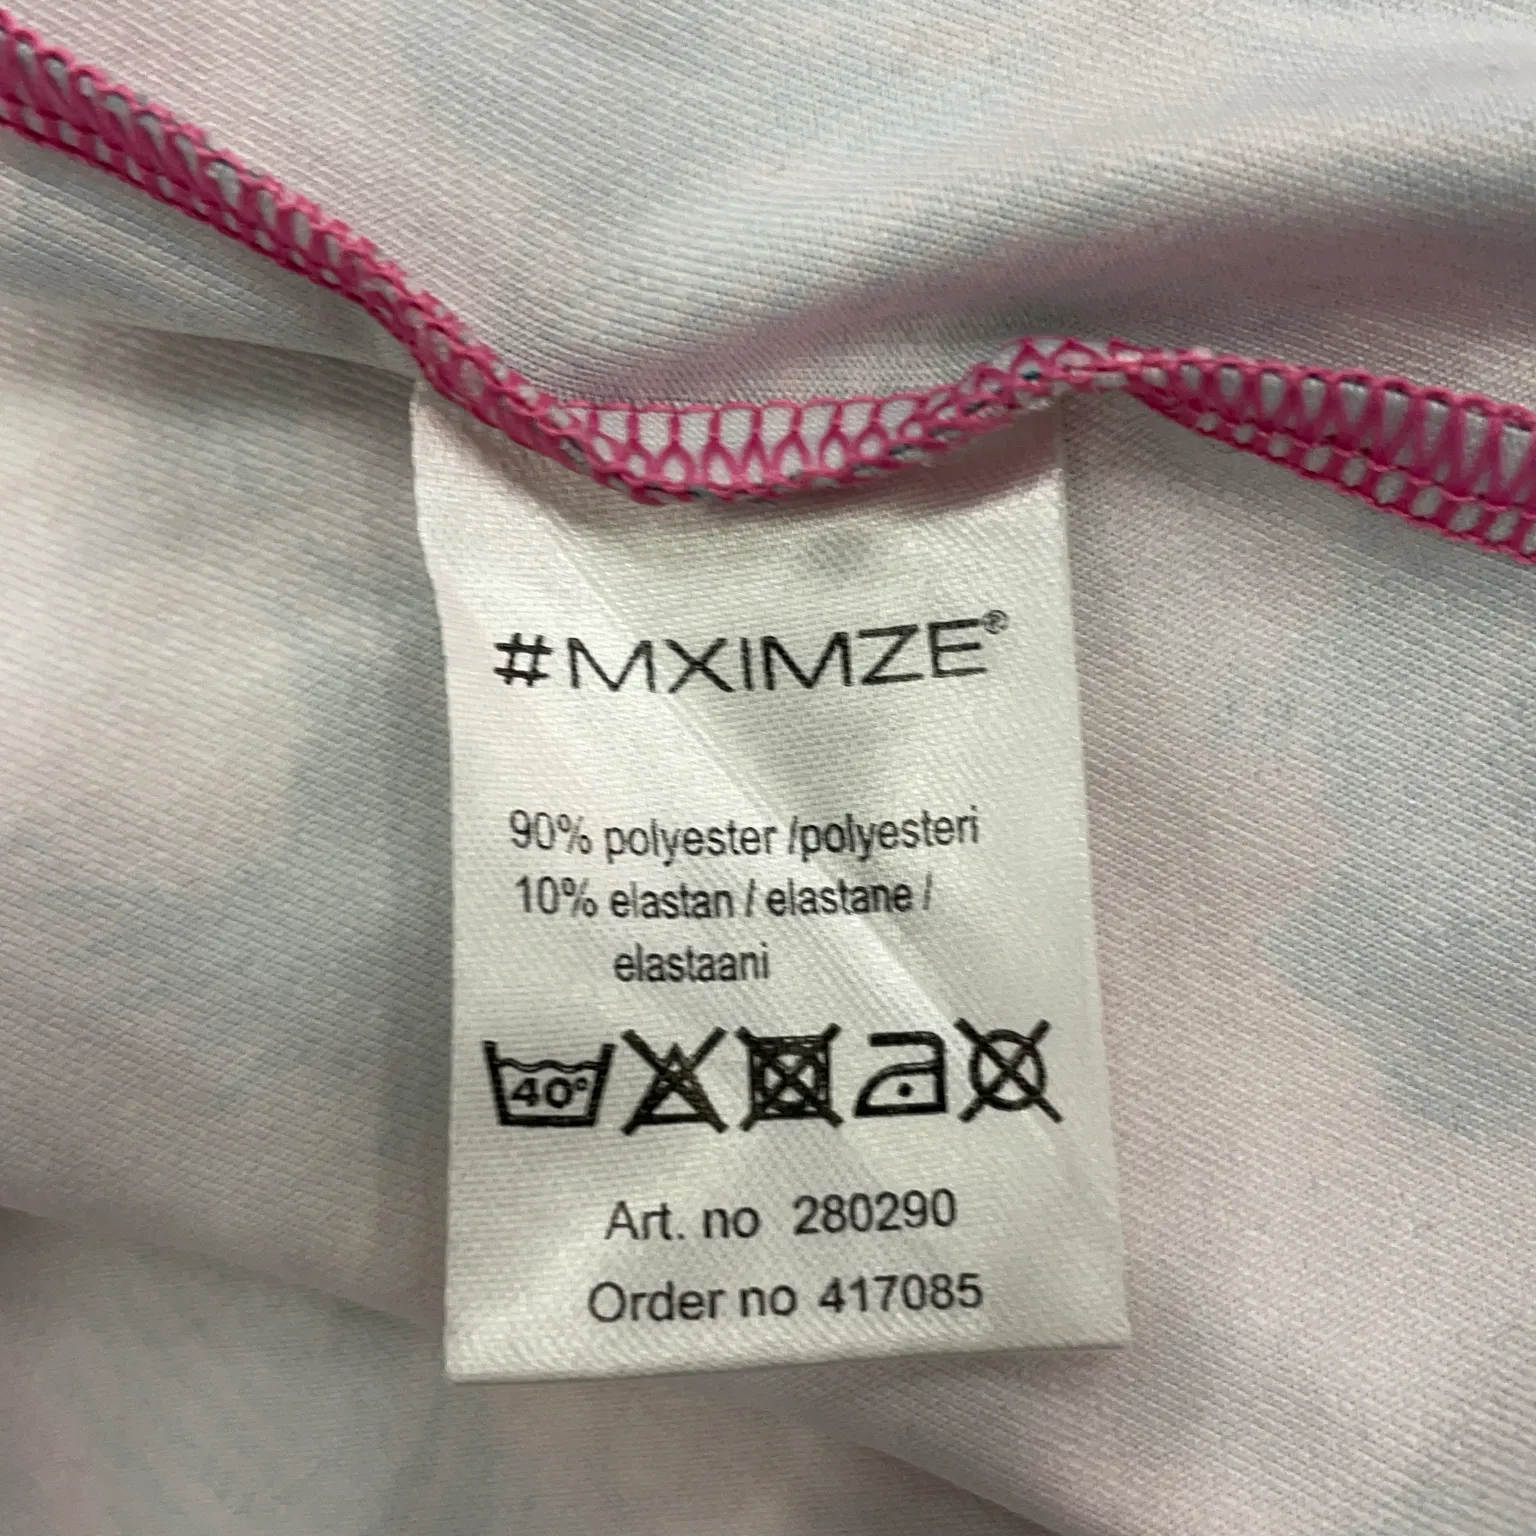 #MXIMZE®
90% polyester /polyesteri
10% elastan / elastane /
elastaani
40°
Art. no 280290
Order no 417085